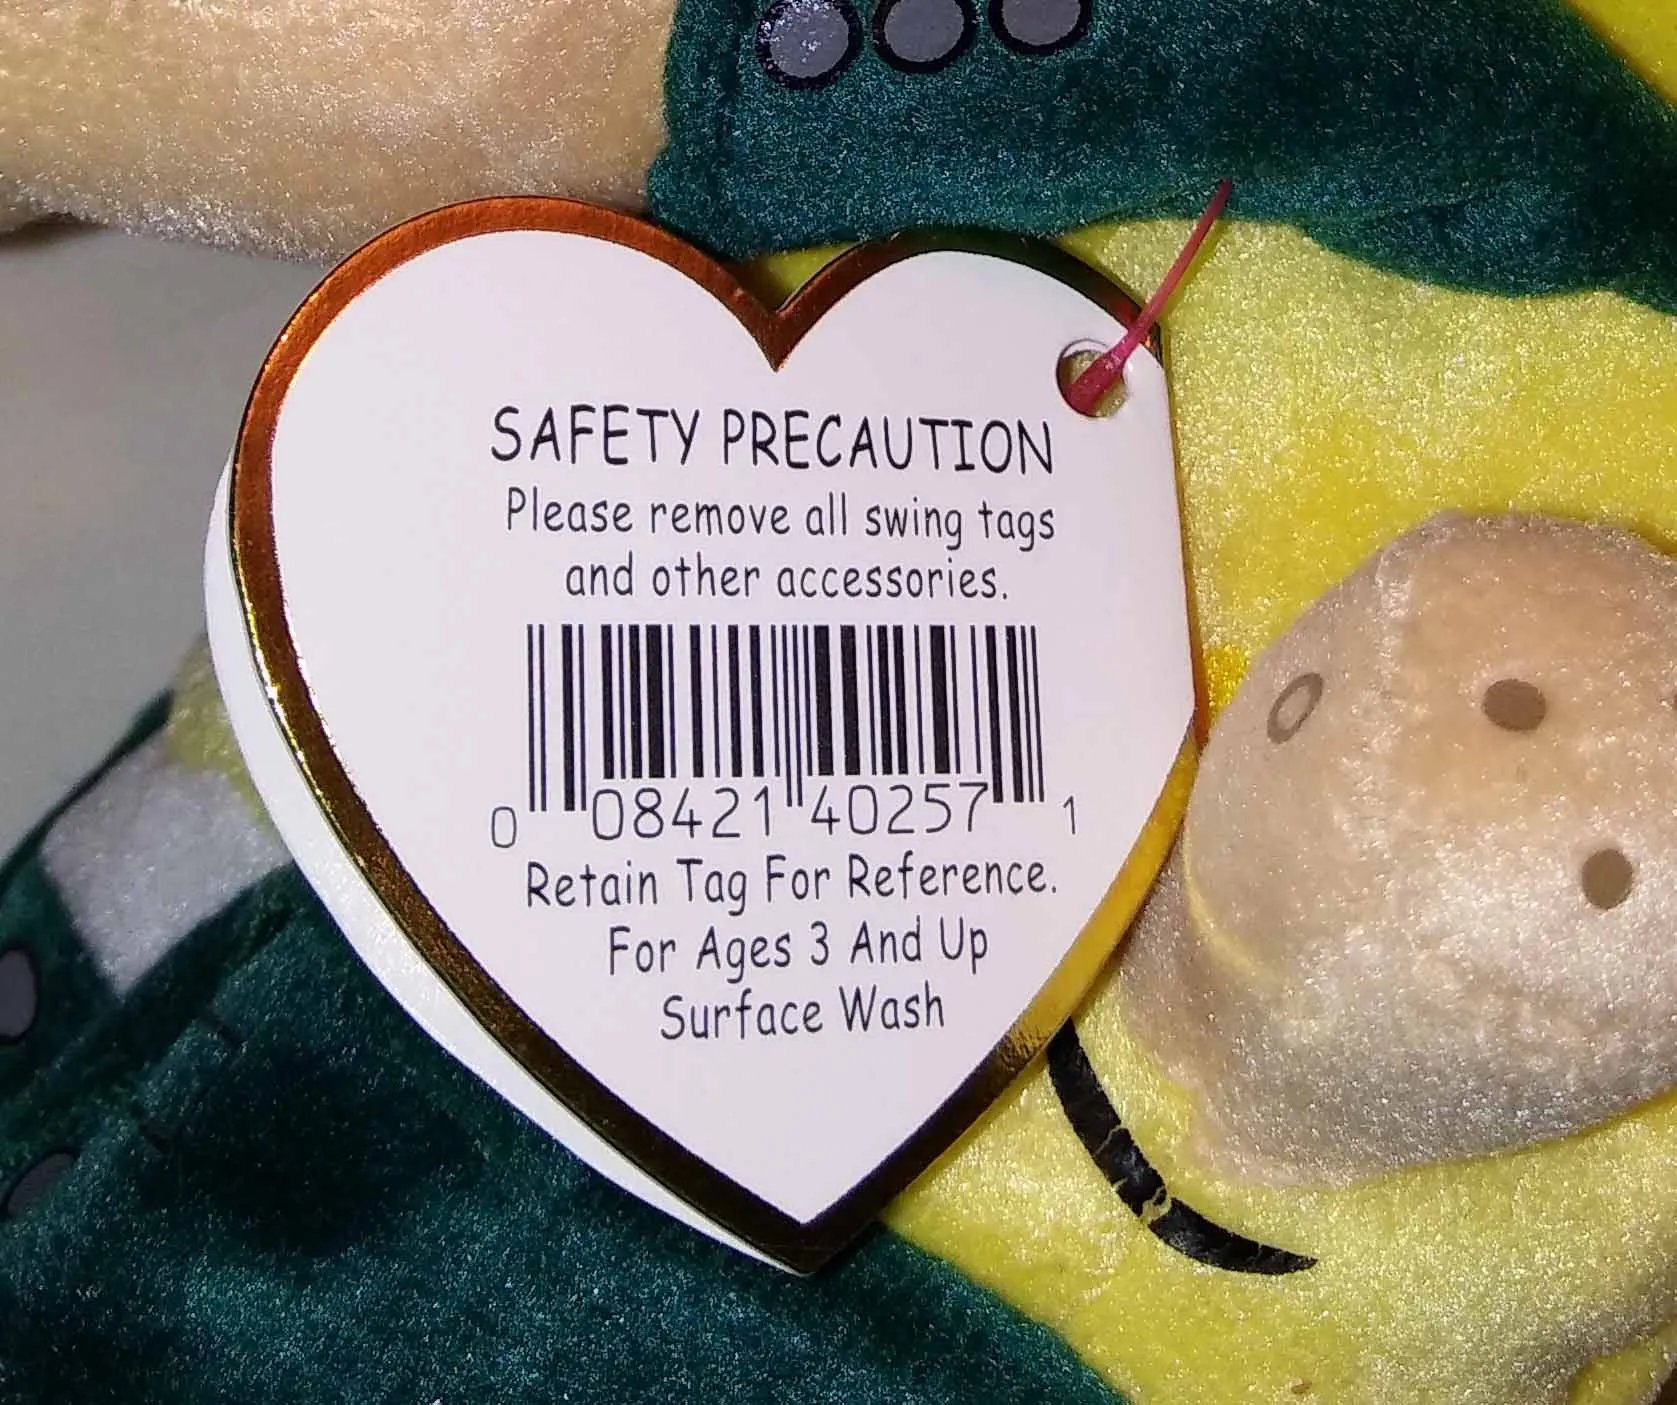 SAFETY PRECAUTION
Please remove all swing tags
and other accessories.
0 08421 40257 1
Retain Tag For Reference.
For Ages 3 And Up
Surface Wash